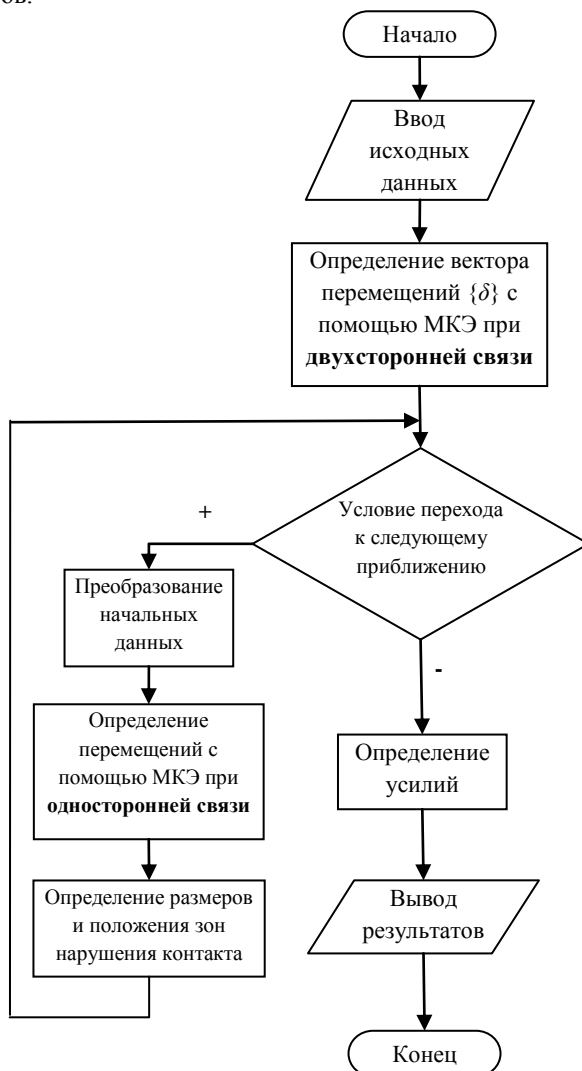 Начало
Ввод
исходных
данных
Определение вектора
перемещений {δ} с
помощью МКЭ при
двухсторонней связи
Условие перехода
к следующему
приближению
+
Преобразование
начальных
данных
Определение
перемещений с
помощью МКЭ при
односторонней связи
Определение размеров
и положения зон
нарушения контакта
-
Определение
усилий
Вывод
результатов
Конец